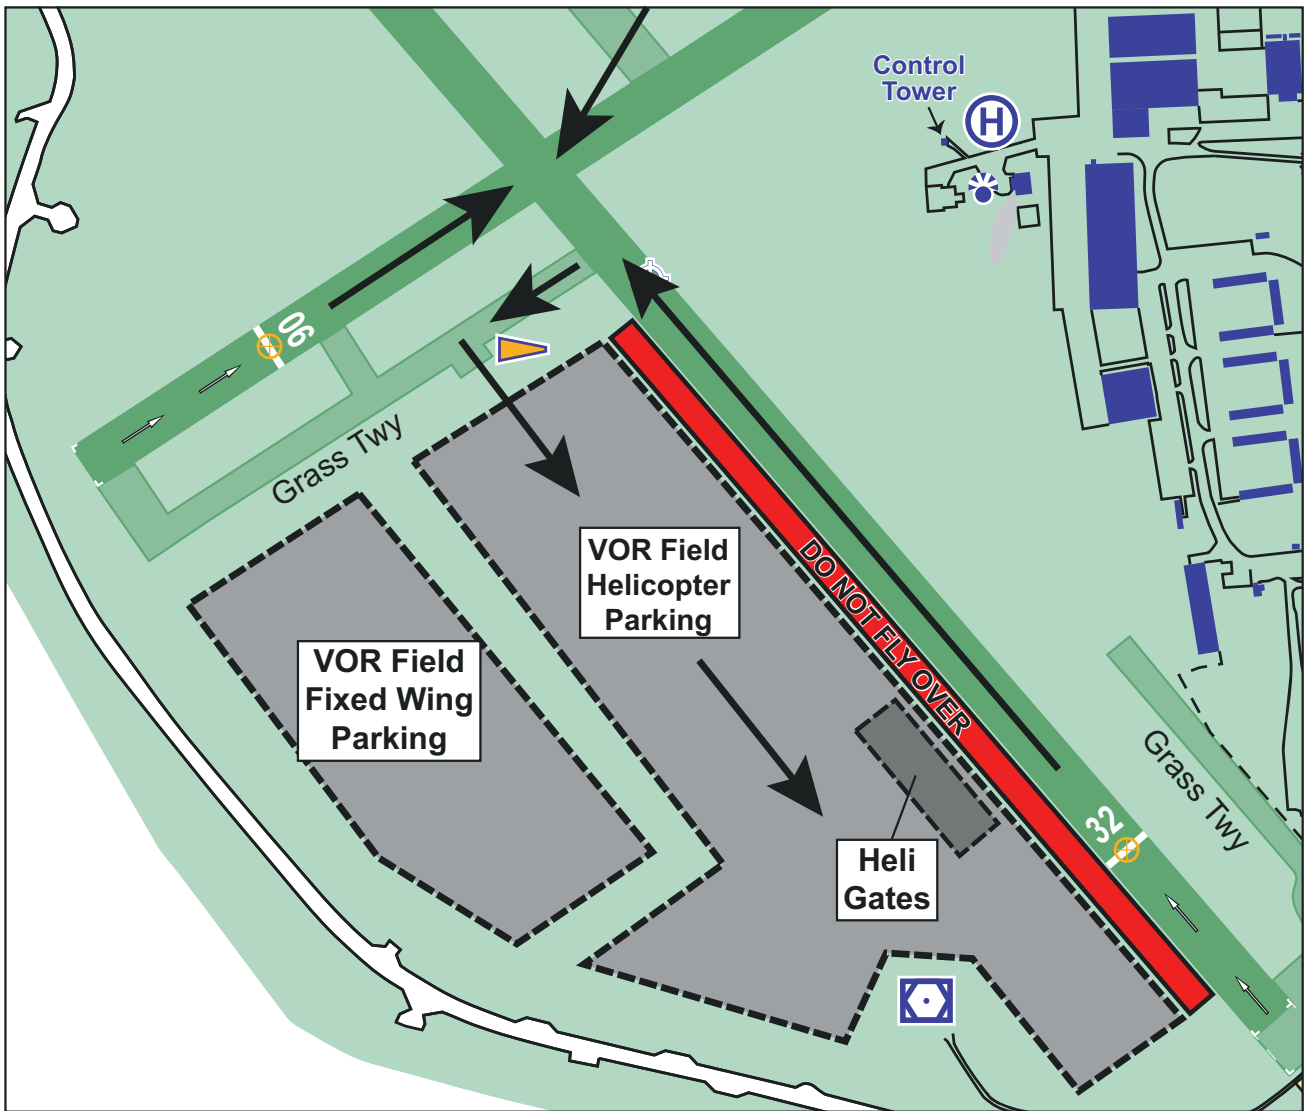 Control
Tower
H
06
Grass Twy
VOR Field
Helicopter
Parking
DO NOT FLY OVER
VOR Field
Fixed Wing
Parking
Grass Twy
32
Heli
Gates